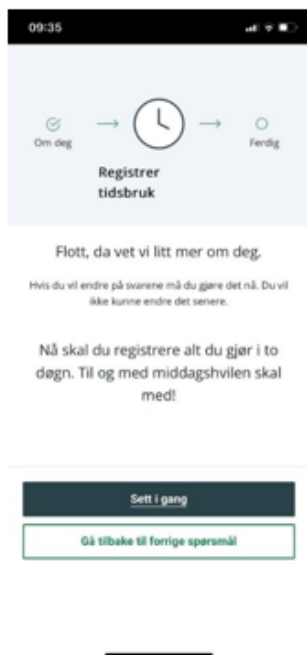 09:35
Om deg
Ferdig
Registrer
tidsbruk
Flott, da vet vi litt mer om deg.
Hvis du vil endre på svarene må du gjøre det nå. Du vil
ikke kunne endre det senere.
Nå skal du registrere alt du gjør i to
døgn. Til og med middagshvilen skal
med!
Sett i gang
Gå tilbake til forrige spørsmål